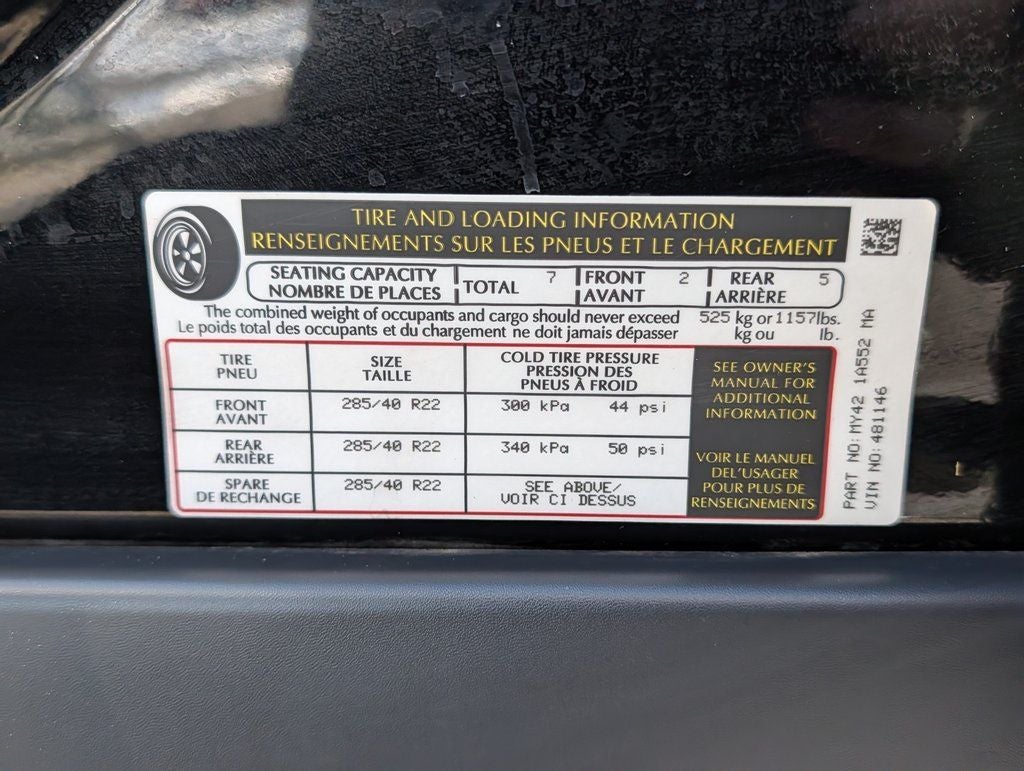 TIRE AND LOADING INFORMATION
RENSEIGNEMENTS SUR LES PNEUS ET LE CHARGEMENT
SEATING CAPACITY TOTAL 7 FRONT 2 REAR 5
NOMBRE DE PLACES AVANT ARRIÈRE
The combined weight of occupants and cargo should never exceed 525 kg or 1157lbs.
Le poids total des occupants et du chargement ne doit jamais dépasser kg ou lb.
TIRE SIZE COLD TIRE PRESSURE
PNEU TAILLE PRESSION DES
PNEUS À FROID
FRONT 285/40 R22 300 kPa 44 psi
AVANT
REAR 285/40 R22 340 kPa 50 psi
ARRIÈRE
SPARE 285/40 R22 SEE ABOVE/
DE RECHANGE VOIR CI DESSUS
SEE OWNER'S
MANUAL FOR
ADDITIONAL
INFORMATION
VOIR LE MANUEL
DEL'USAGER
POUR PLUS DE
RENSEIGNEMENTS
PART NO:MY42 1A552 MA
VIN NO:481146